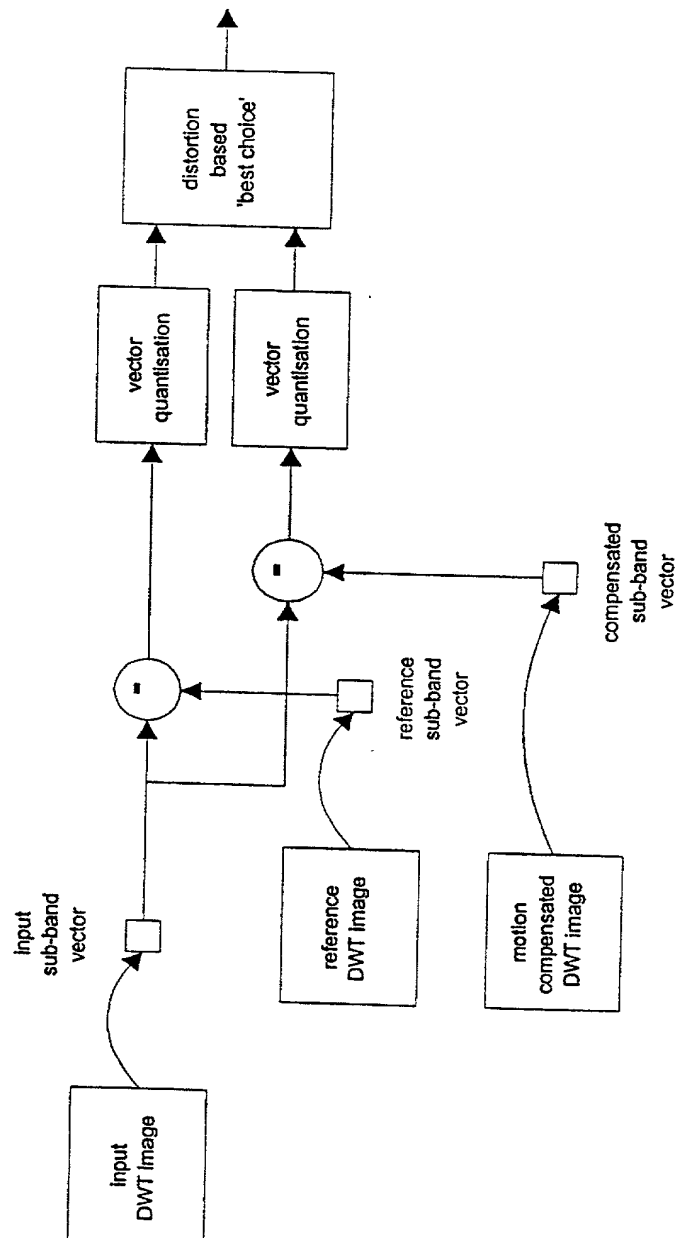 input
DWT Image
Input
sub-band
vector
reference
DWT Image
reference
sub-band
vector
motion
compensated
DWT image
compensated
sub-band
vector
-
-
vector
quantisation
vector
quantisation
distortion
based
'best choice'